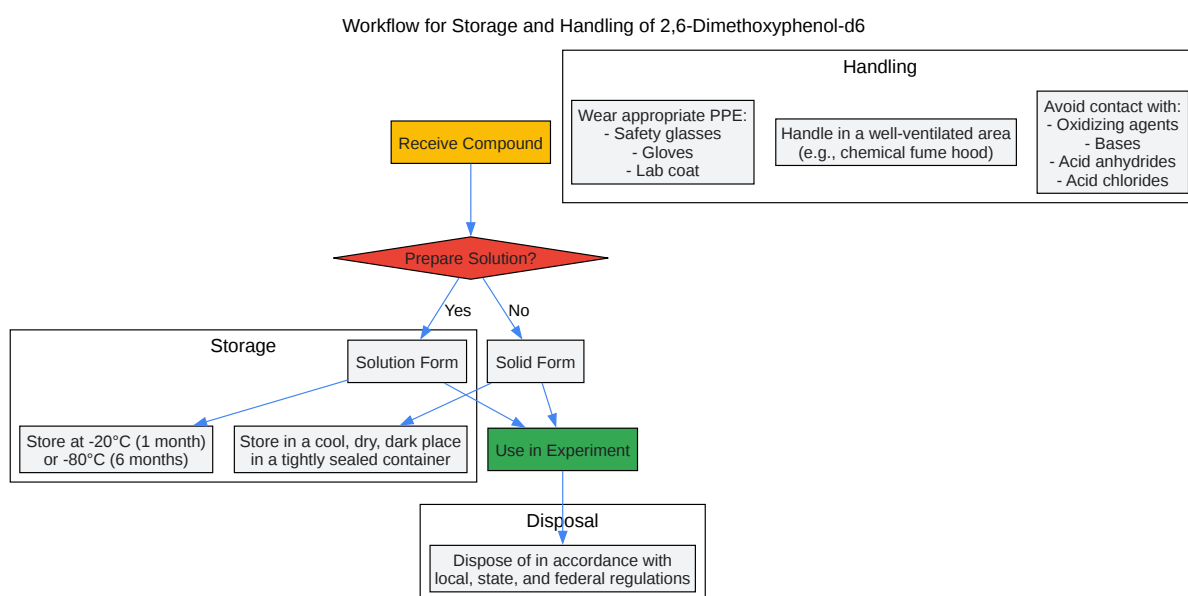 Workflow for Storage and Handling of 2,6-Dimethoxyphenol-d6
Handling
Wear appropriate PPE:
- Safety glasses
- Gloves
- Lab coat
Handle in a well-ventilated area
(e.g., chemical fume hood)
Avoid contact with:
- Oxidizing agents
- Bases
- Acid anhydrides
- Acid chlorides
Receive Compound
Prepare Solution?
Yes
No
Storage
Solution Form
Solid Form
Store at -20°C (1 month)
or -80°C (6 months)
Store in a cool, dry, dark place
in a tightly sealed container
Use in Experiment
Disposal
Dispose of in accordance with
local, state, and federal regulations